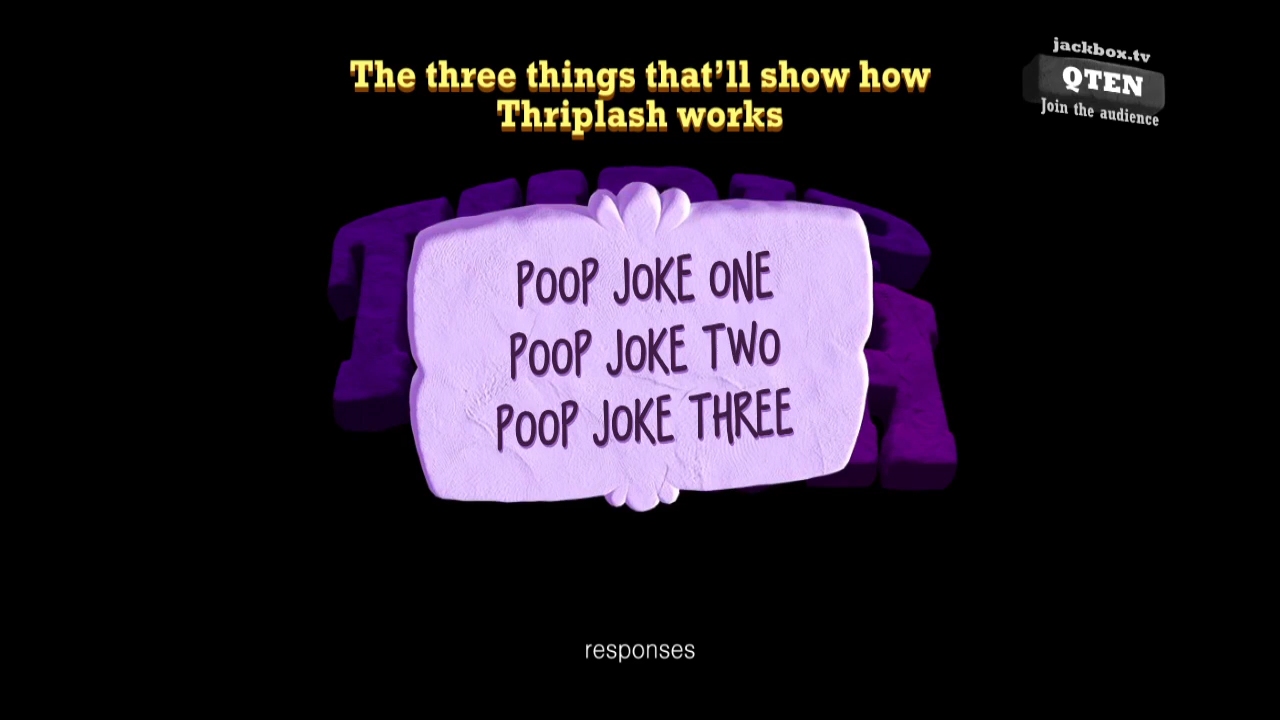 The three things that'll show how
Thriplash works
jackbox.tv
QTEN
Join the audience
POOP JOKE ONE
POOP JOKE TWO
POOP JOKE THREE
responses